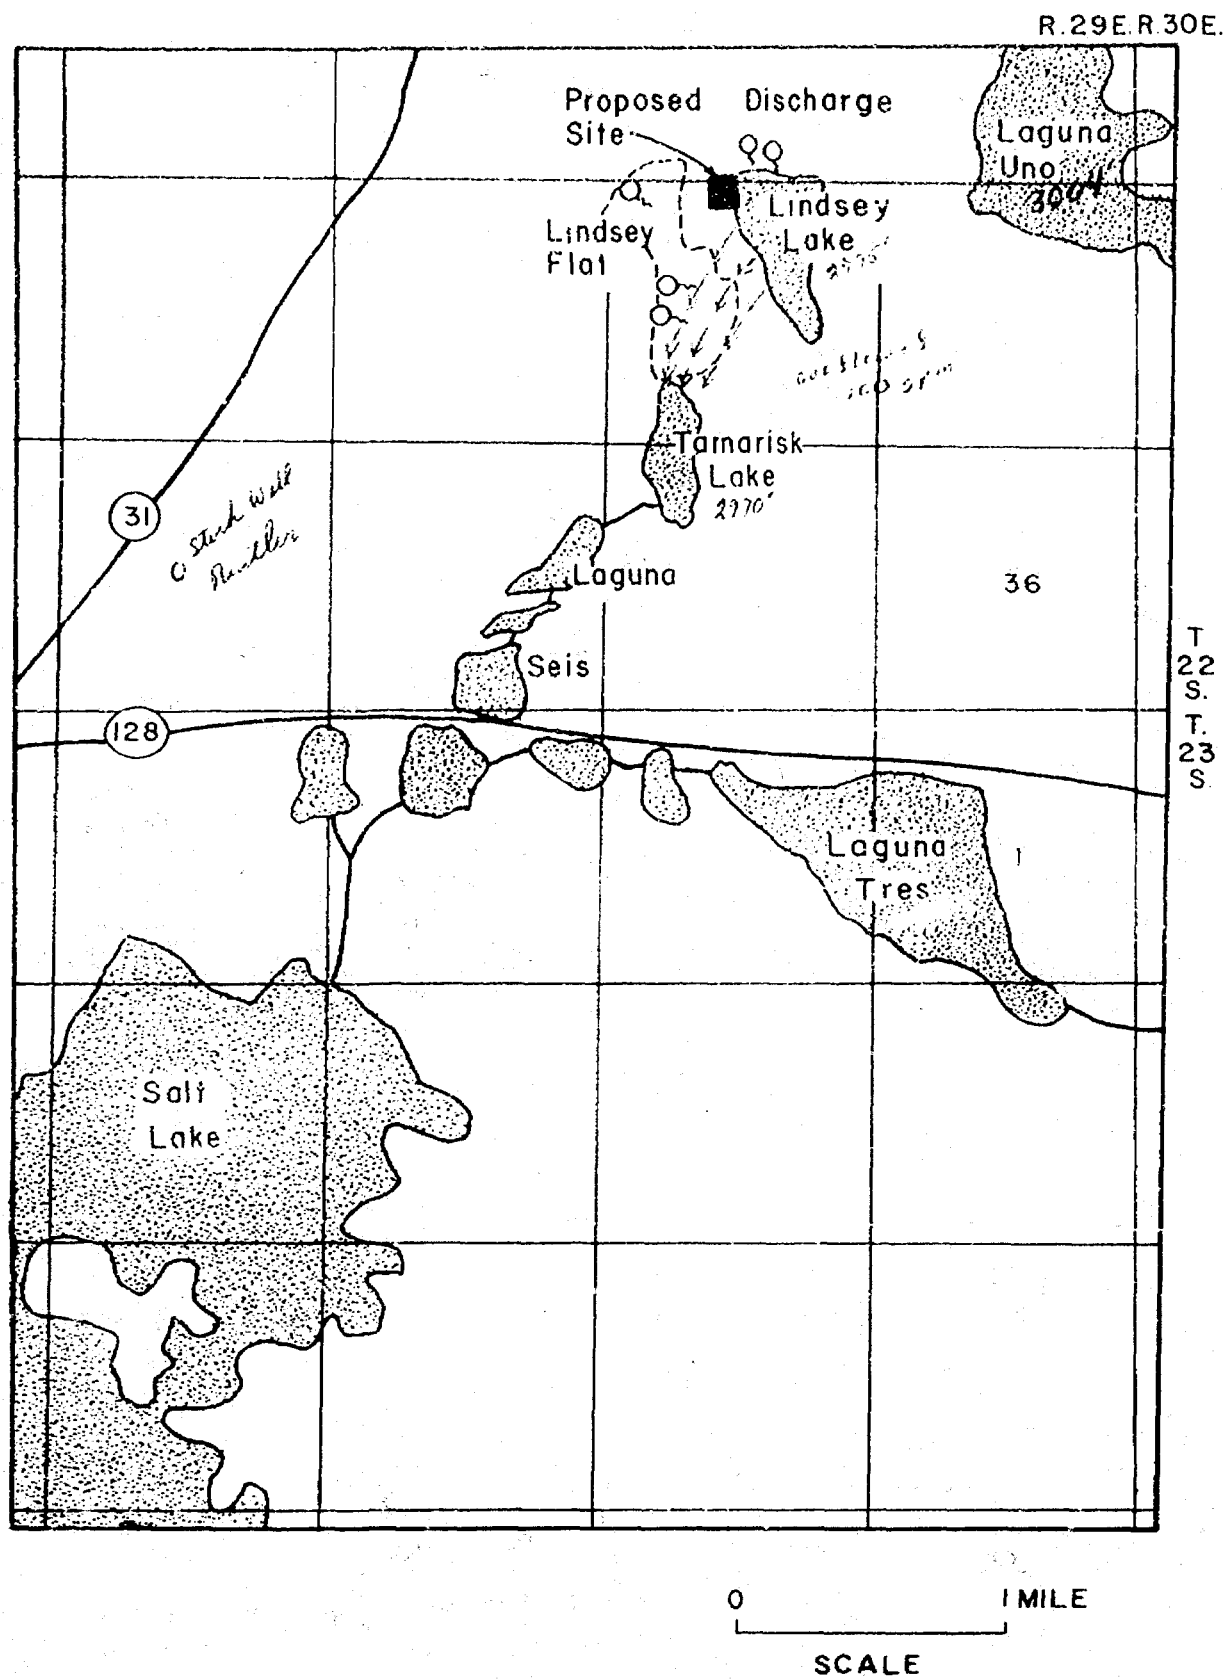 R.29E. R.30E.
Proposed
Site
Discharge
Laguna
Uno
3004
Lindsey
Lake
Lindsey
Flat
Tamarisk
Lake
2970'
31
Laguna
36
Seis
T
22
S.
T.
23
S
128
Laguna
Tres
1
Salt
Lake
0 1 MILE
SCALE